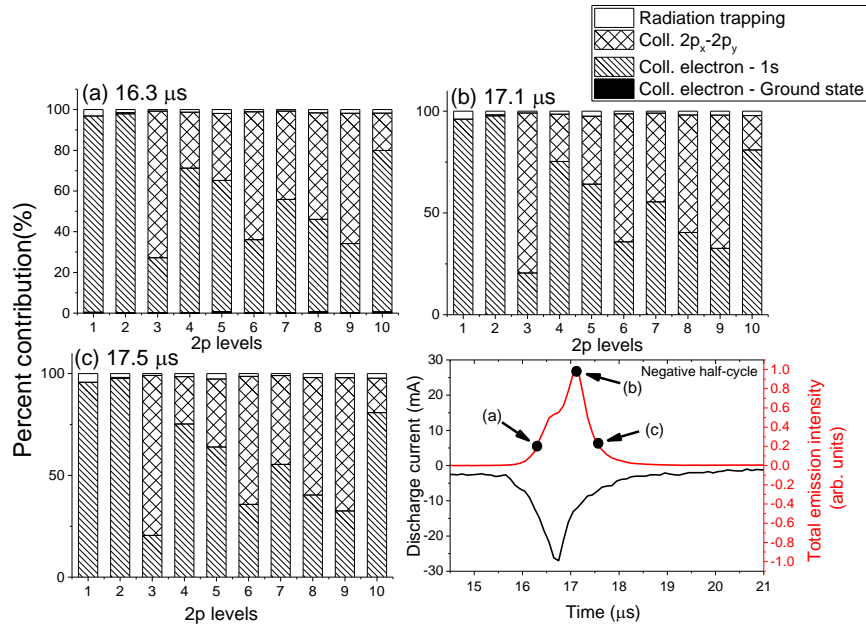 Radiation trapping
Coll. 2pₓ-2p_y
Coll. electron - 1s
Coll. electron - Ground state
(a) 16.3 μs
100
80
60
40
20
0
1 2 3 4 5 6 7 8 9 10
2p levels
(b) 17.1 μs
100
50
0
1 2 3 4 5 6 7 8 9 10
2p levels
Percent contribution(%)
(c) 17.5 μs
100
50
0
1 2 3 4 5 6 7 8 9 10
2p levels
Negative half-cycle
(a)
(b)
(c)
30
20
10
0
-10
-20
-30
Discharge current (mA)
15 16 17 18 19 20 21
Time (μs)
1.0
0.8
0.6
0.4
0.2
0.0
-0.2
-0.4
-0.6
-0.8
-1.0
Total emission intensity
(arb. units)